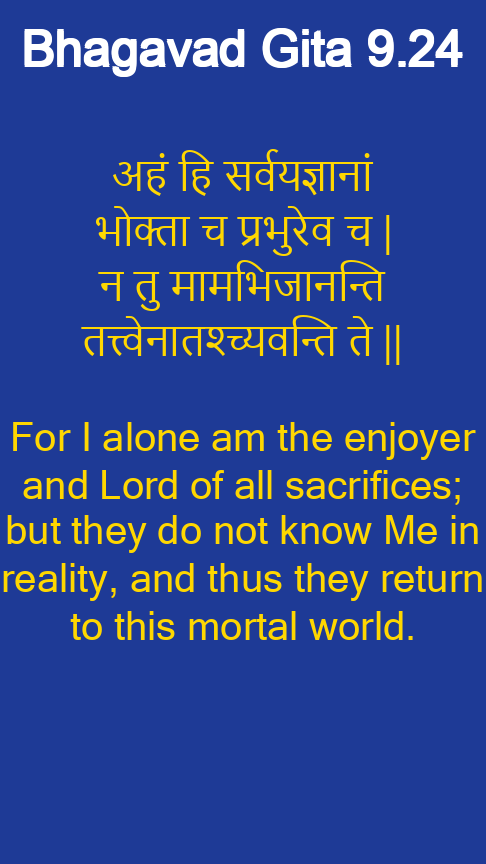 Bhagavad Gita 9.24
अहं हि सर्वयज्ञानां
भोक्ता च प्रभुरेव च |
न तु मामभिजानन्ति
तत्त्वेनातश्च्यवन्ति ते ||
For I alone am the enjoyer
and Lord of all sacrifices;
but they do not know Me in
reality, and thus they return
to this mortal world.